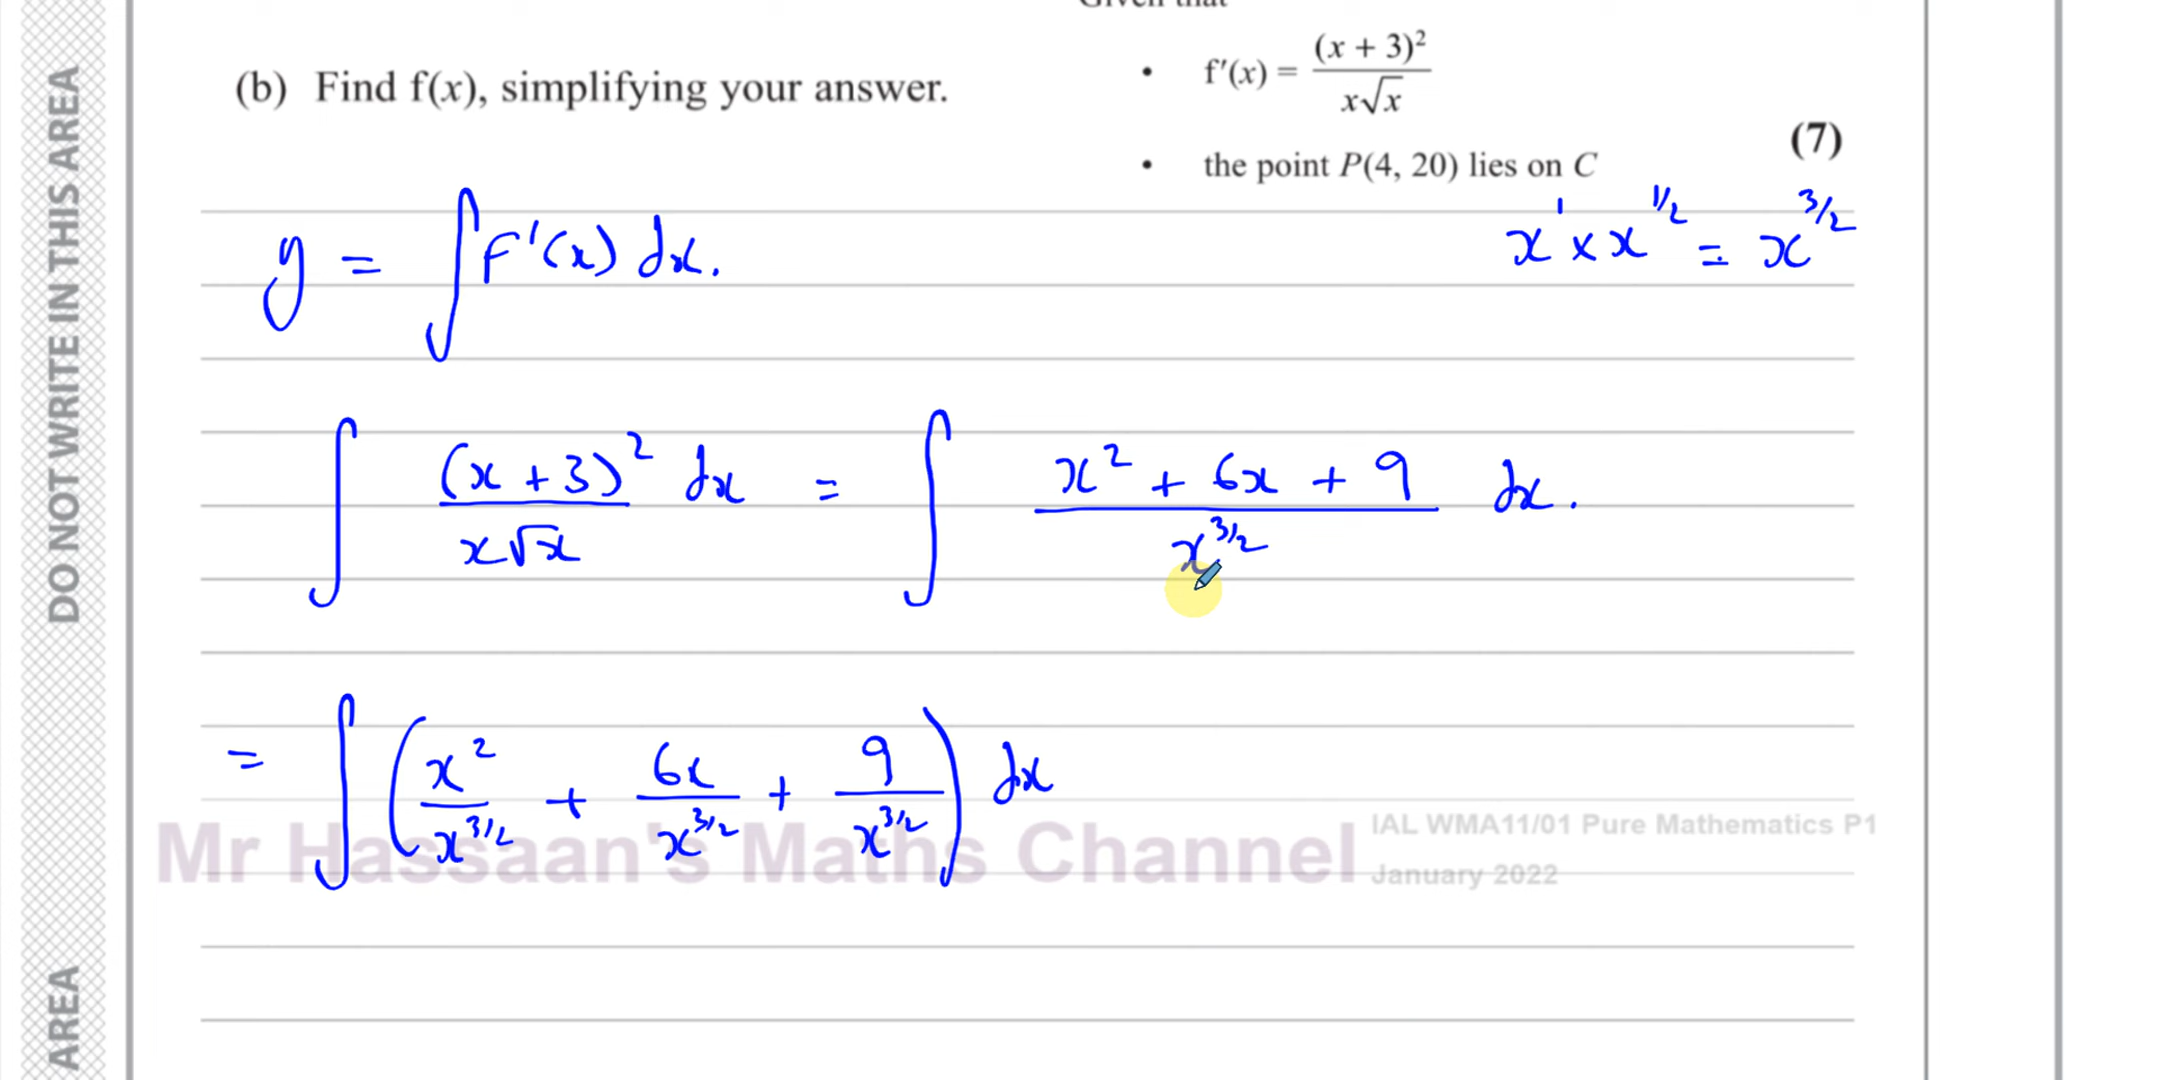 Given that
(b) Find f(x), simplifying your answer.
• f′(x) = (x + 3)² / x√x
(7)
• the point P(4, 20) lies on C
y = ∫ f'(x) dx.
x¹ × x^1/2 = x^3/2
∫ (x + 3)² / x√x dx = ∫ x² + 6x + 9 / x^3/2 dx.
= ∫ ( x² / x^3/2 + 6x / x^3/2 + 9 / x^3/2 ) dx
Mr Hassaan's Maths Channel
IAL WMA11/01 Pure Mathematics P1
January 2022
DO NOT WRITE IN THIS AREA
AREA